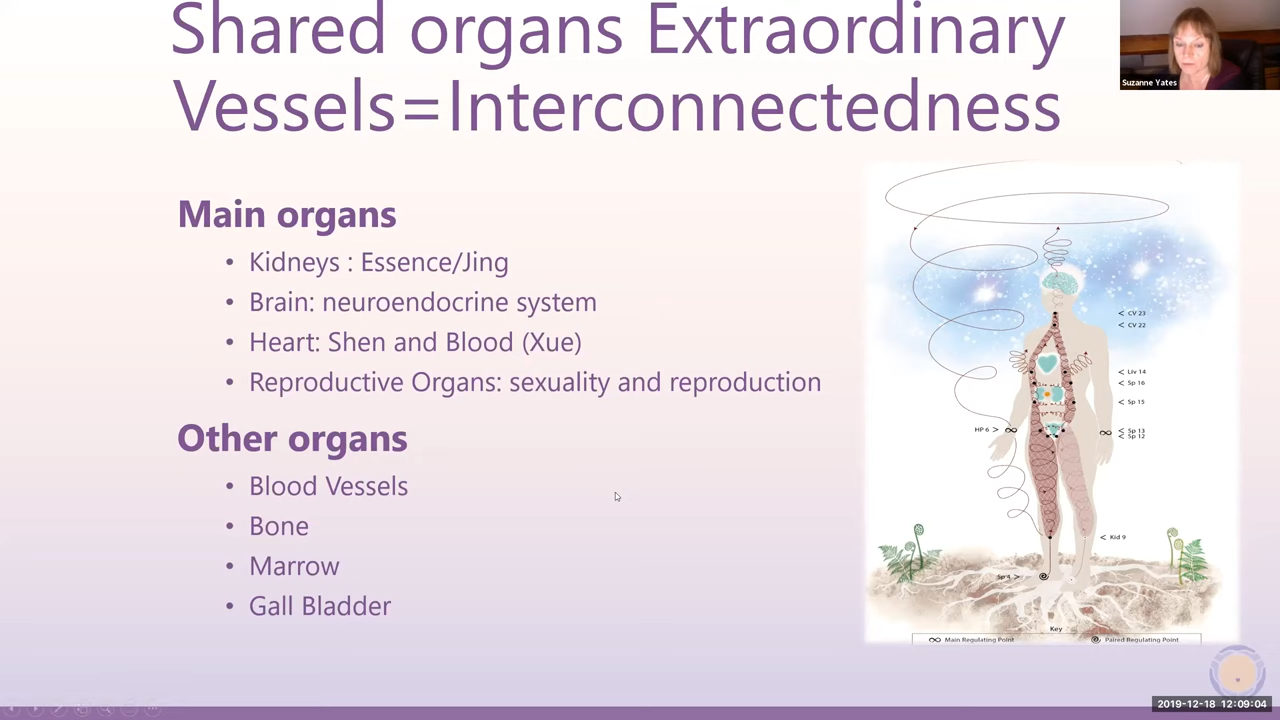 Shared organs Extraordinary
Vessels=Interconnectedness
Suzanne Yates
Main organs
• Kidneys : Essence/Jing
• Brain: neuroendocrine system
• Heart: Shen and Blood (Xue)
• Reproductive Organs: sexuality and reproduction
Other organs
• Blood Vessels
• Bone
• Marrow
• Gall Bladder
< CV 23
< CV 22
< Liv 14
< Sp 16
< Sp 15
HP 6 >
< Sp 13
Sp 12
< Kid 9
Sp 4 >
Key
Main Regulating Point
Paired Regulating Point
2019-12-18 12:09:04